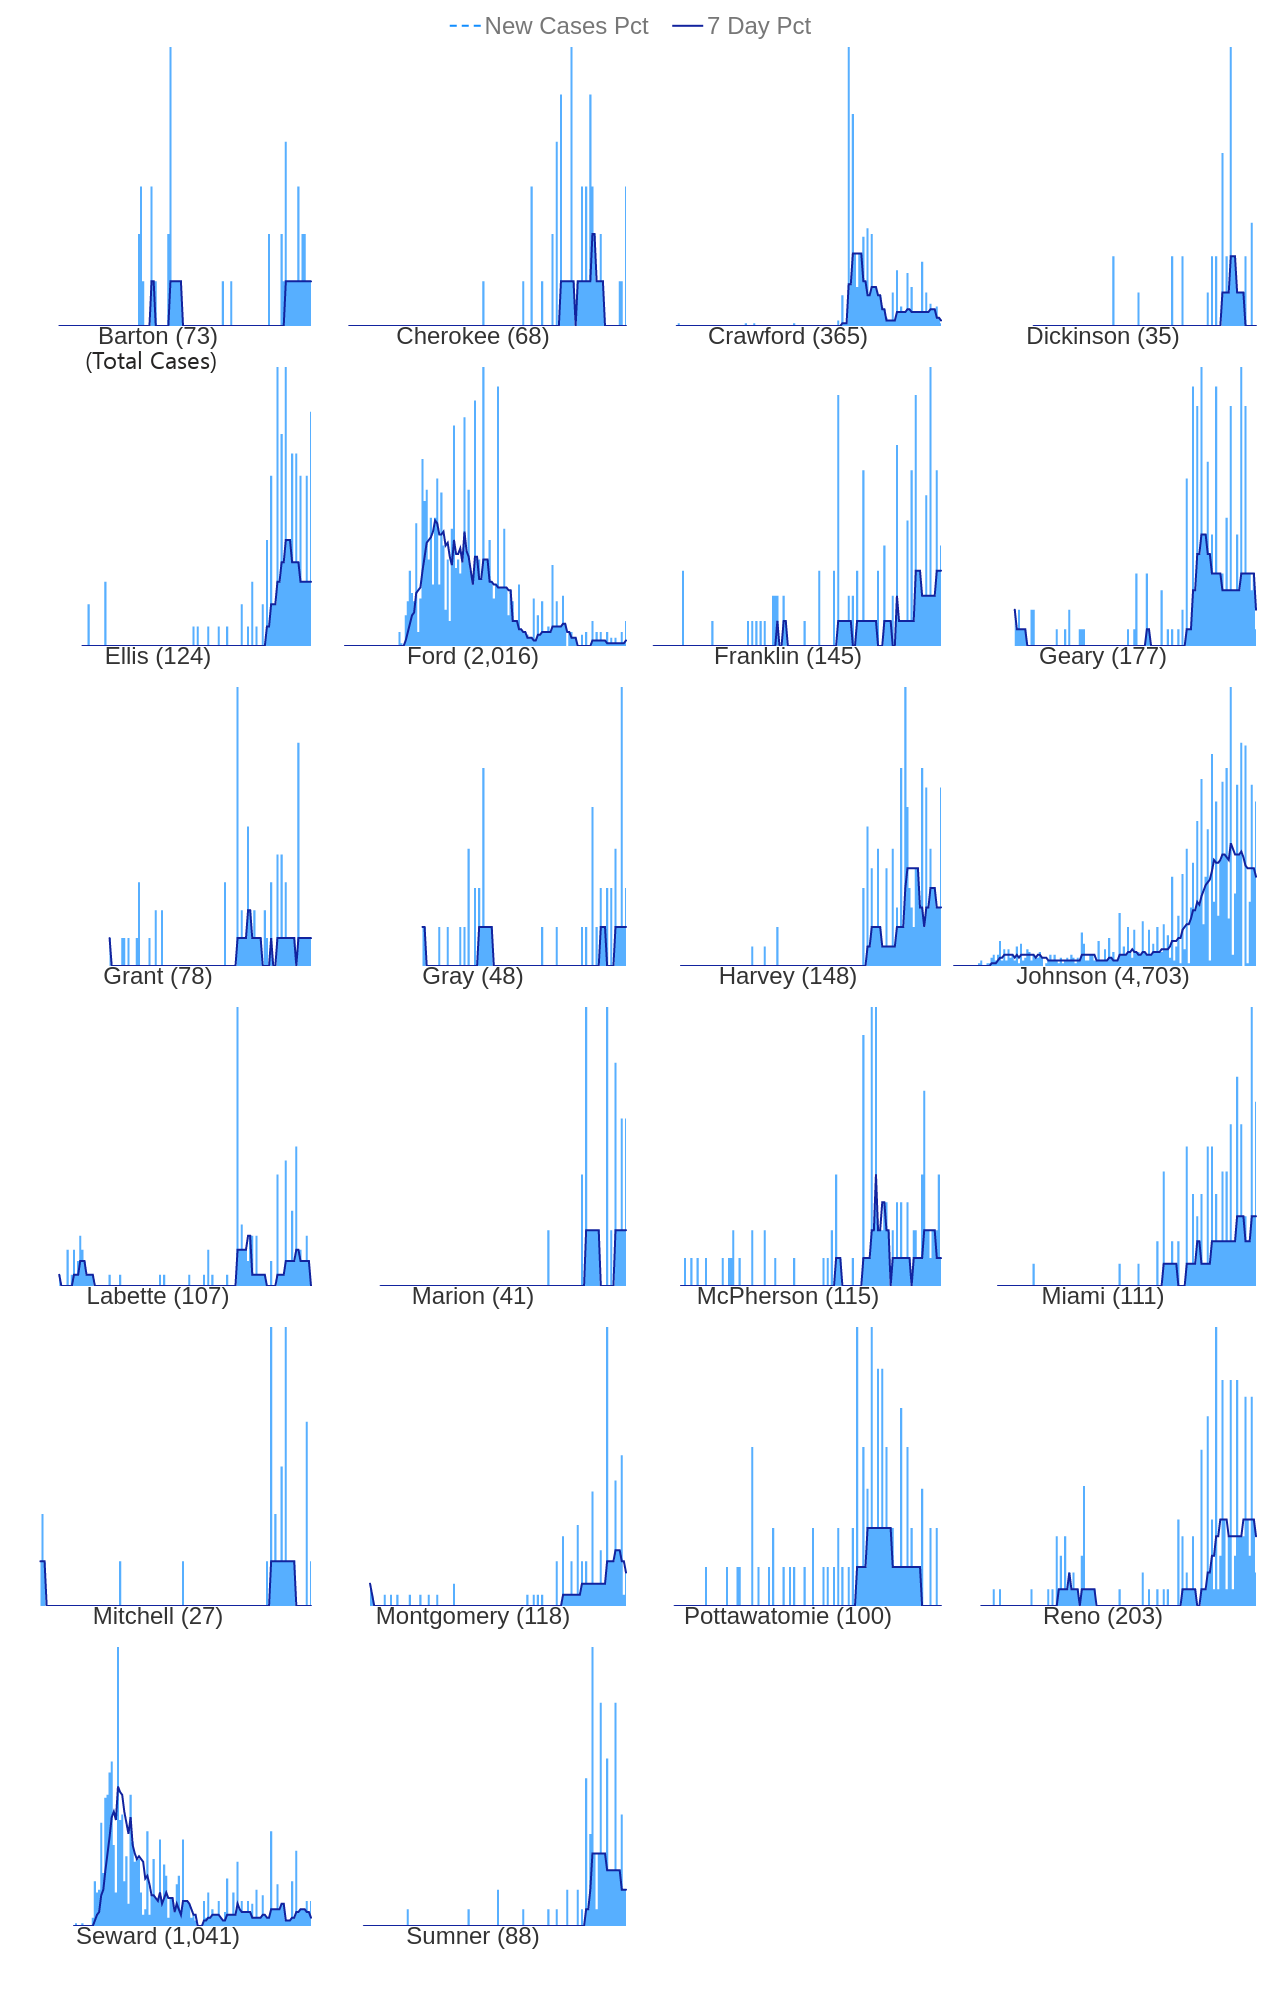 New Cases Pct 7 Day Pct
Barton (73) Cherokee (68) Crawford (365) Dickinson (35)
(Total Cases)
Ellis (124) Ford (2,016) Franklin (145) Geary (177)
Grant (78) Gray (48) Harvey (148) Johnson (4,703)
Labette (107) Marion (41) McPherson (115) Miami (111)
Mitchell (27) Montgomery (118) Pottawatomie (100) Reno (203)
Seward (1,041) Sumner (88)